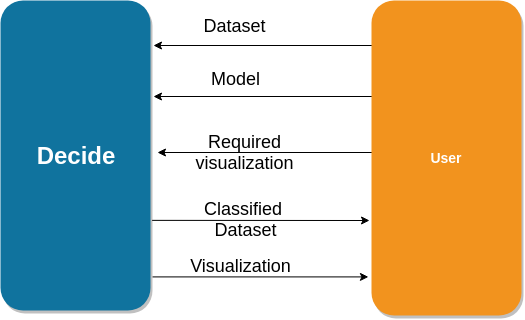 Dataset
Model
Decide
Required
visualization
User
Classified
Dataset
Visualization